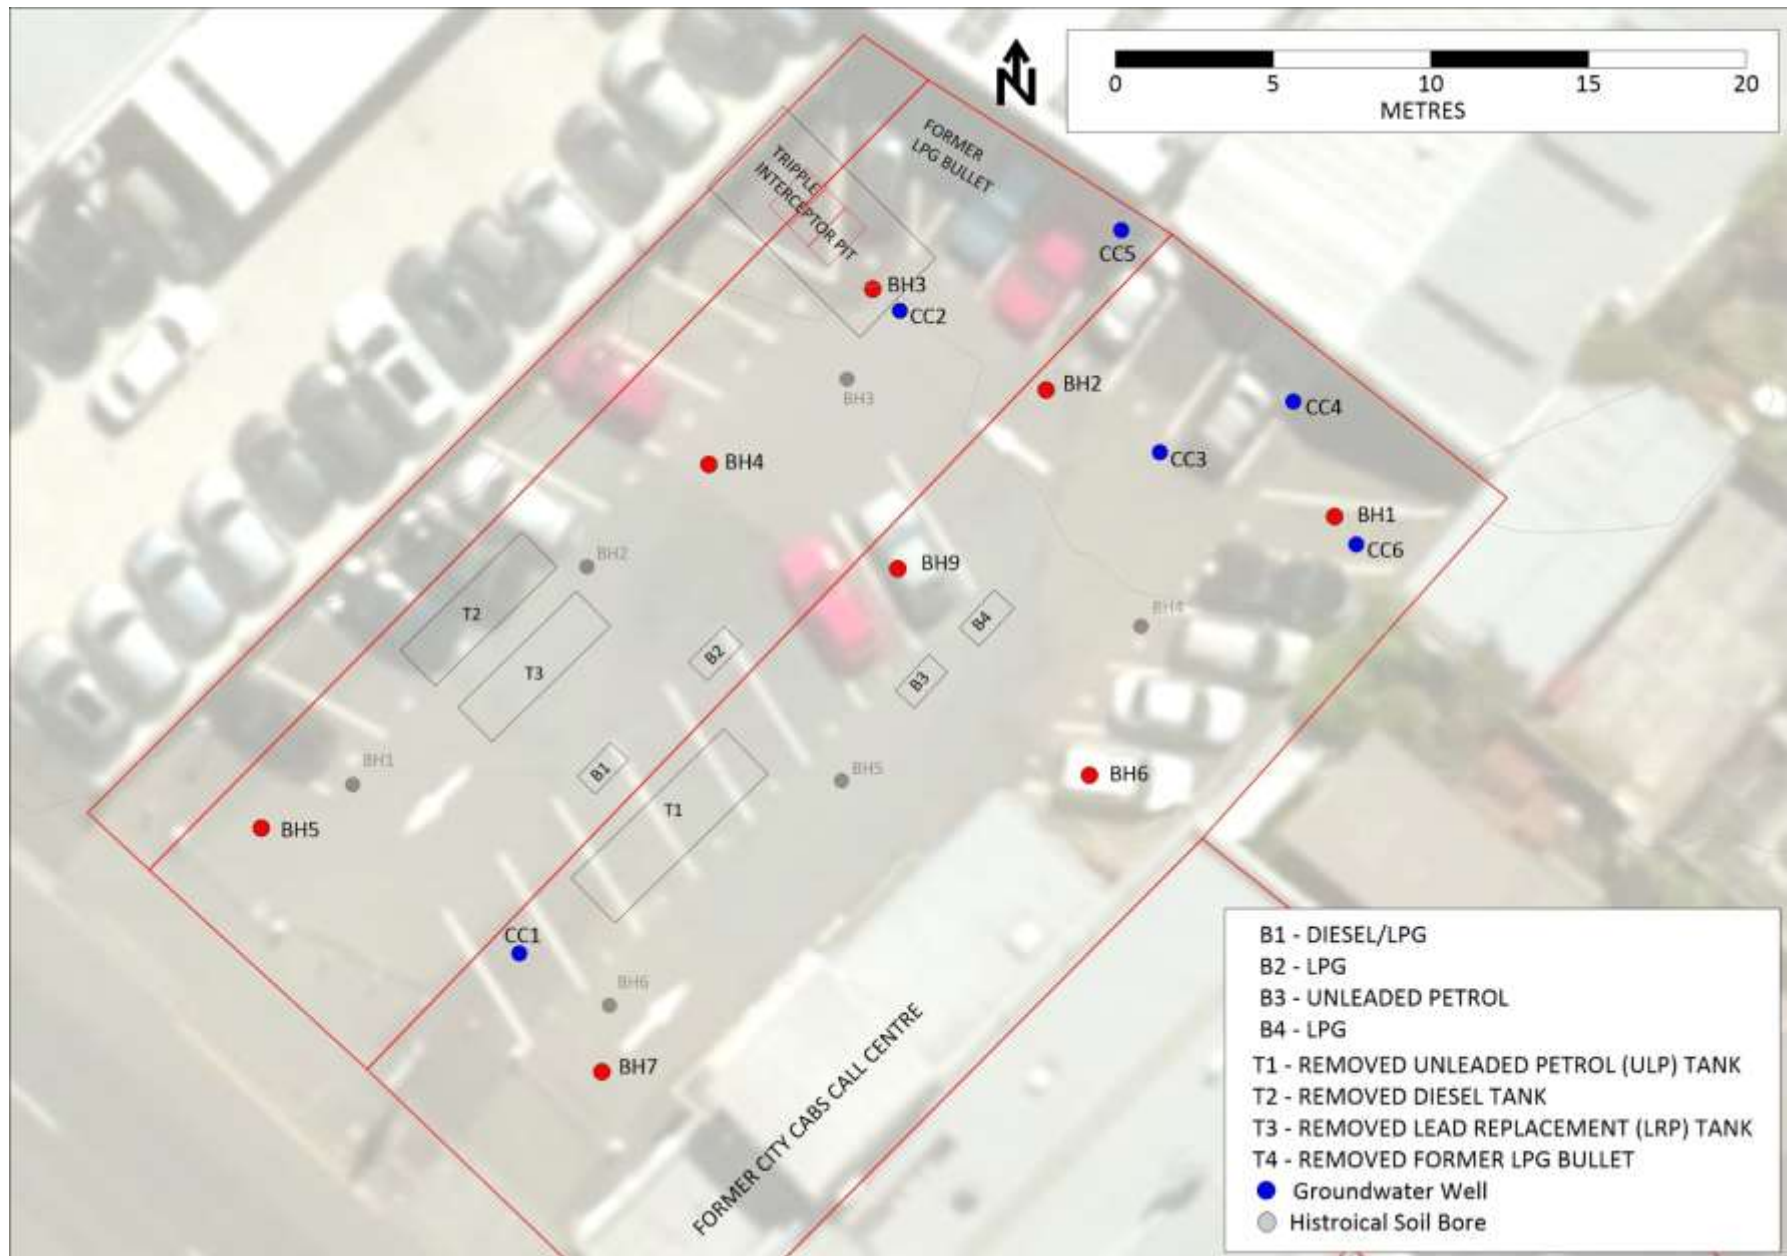 N
0 5 10 15 20
METRES
FORMER
LPG BULLET
TRIPPLE
INTERCEPTOR PIT
CC5
BH3
CC2
BH3
BH2
CC4
CC3
BH4
BH1
CC6
BH2
BH9
T2
BH4
B4
B2
T3
B3
BH1
B1
BH5
BH6
T1
BH5
CC1
BH6
BH7
FORMER CITY CABS CALL CENTRE
B1 - DIESEL/LPG
B2 - LPG
B3 - UNLEADED PETROL
B4 - LPG
T1 - REMOVED UNLEADED PETROL (ULP) TANK
T2 - REMOVED DIESEL TANK
T3 - REMOVED LEAD REPLACEMENT (LRP) TANK
T4 - REMOVED FORMER LPG BULLET
Groundwater Well
Histroical Soil Bore